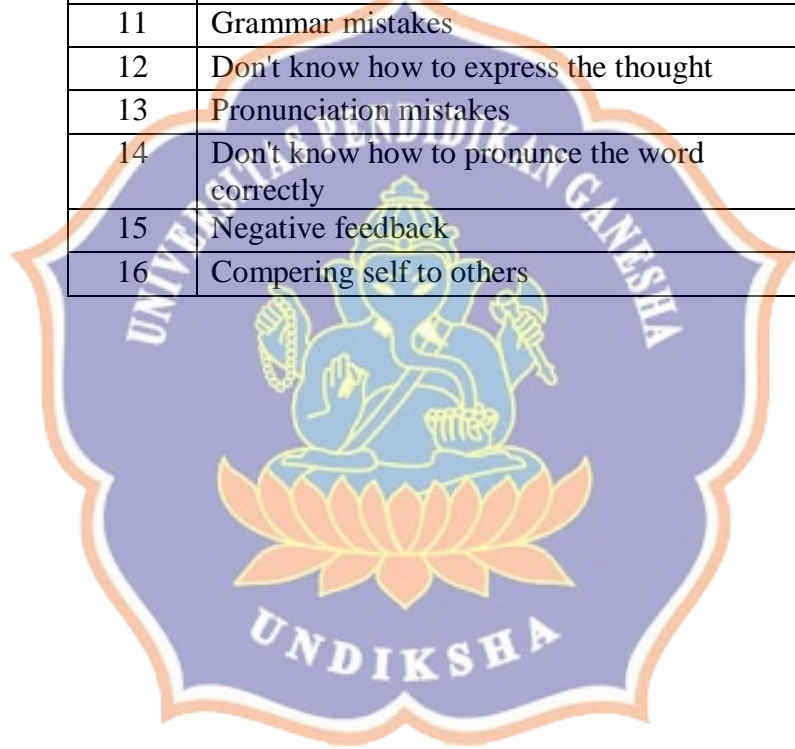 11 Grammar mistakes
12 Don't know how to express the thought
13 Pronunciation mistakes
14 Don't know how to pronunce the word
correctly
15 Negative feedback
16 Compering self to others
UNIVERSITAS PENDIDIKAN GANESHA
UNDIKSHA